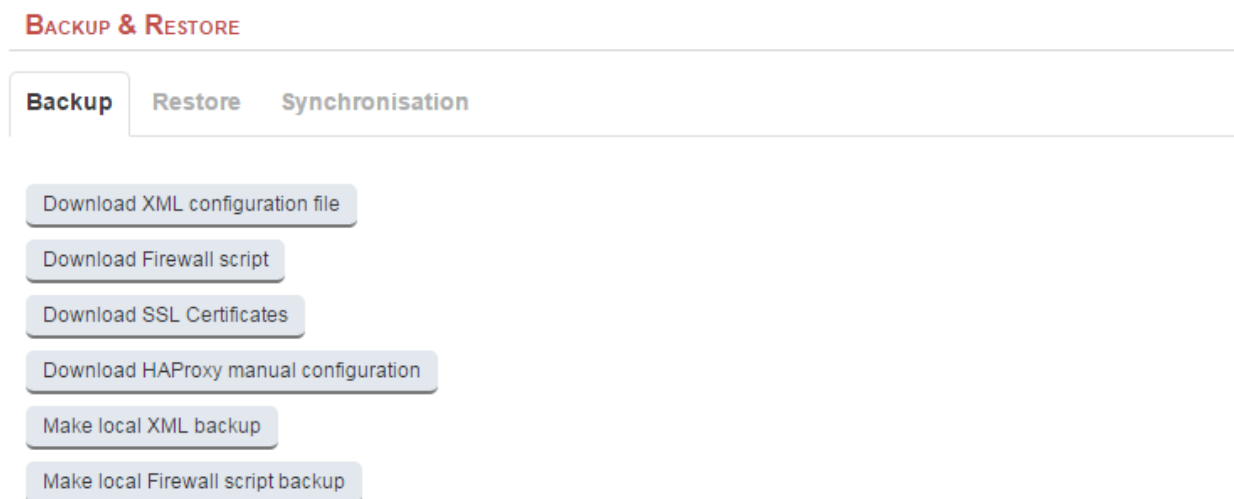 Backup & Restore
Backup Restore Synchronisation
Download XML configuration file
Download Firewall script
Download SSL Certificates
Download HAProxy manual configuration
Make local XML backup
Make local Firewall script backup